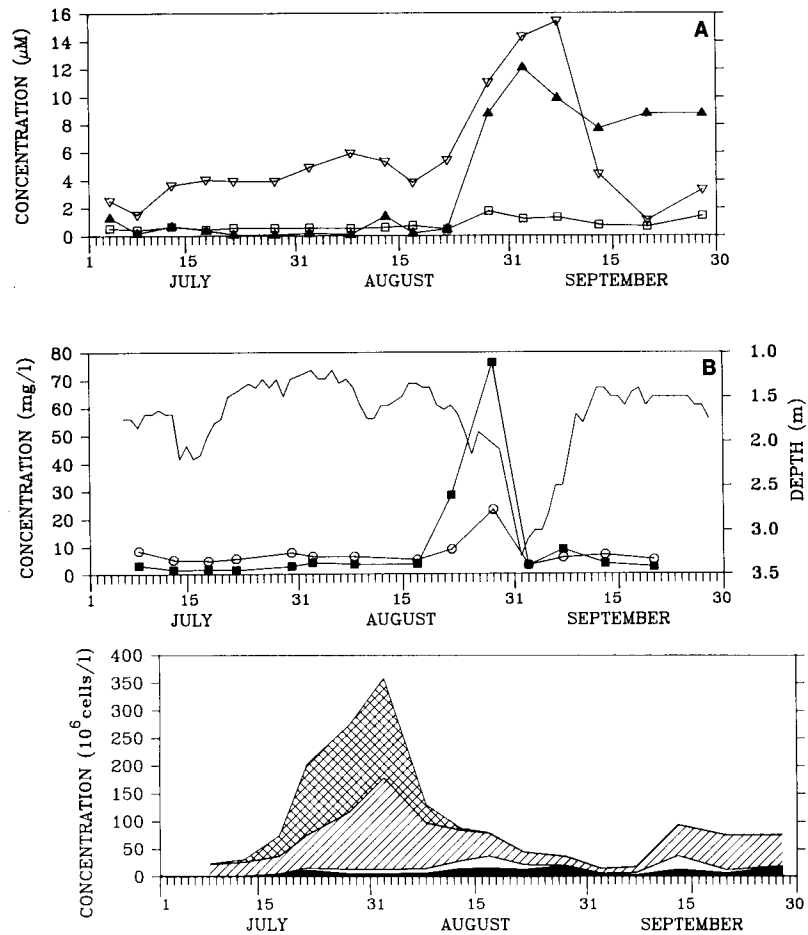 A
CONCENTRATION (μM)
16
14
12
10
8
6
4
2
0
1 15 31 15 31 15 30
JULY AUGUST SEPTEMBER
B
CONCENTRATION (mg/l)
80
70
60
50
40
30
20
10
0
DEPTH (m)
1.0
1.5
2.0
2.5
3.0
3.5
1 15 31 15 31 15 30
JULY AUGUST SEPTEMBER
CONCENTRATION (10⁶ cells/l)
400
350
300
250
200
150
100
50
0
1 15 31 15 31 15 30
JULY AUGUST SEPTEMBER